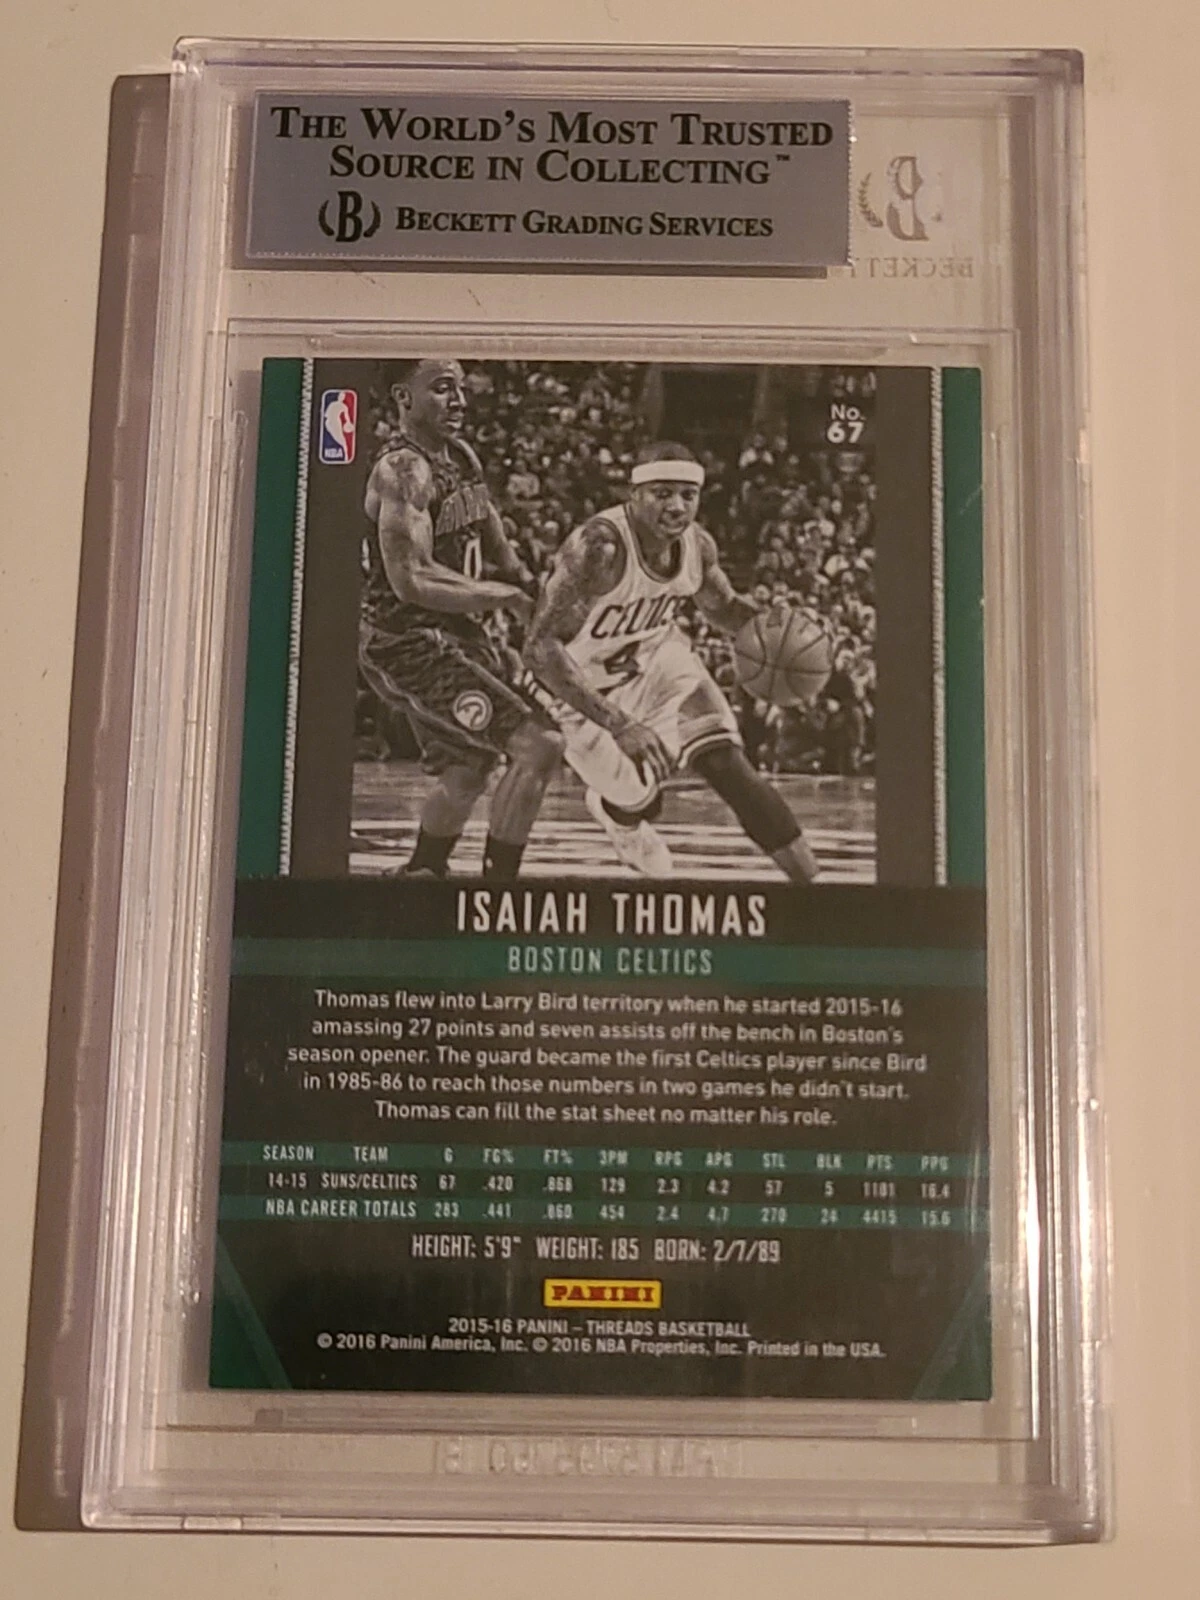 THE WORLD'S MOST TRUSTED
SOURCE IN COLLECTING™
(B) BECKETT GRADING SERVICES
B
BECKETT
NBA
No.
67
0
CELTICS
4
ISAIAH THOMAS
BOSTON CELTICS
Thomas flew into Larry Bird territory when he started 2015-16
amassing 27 points and seven assists off the bench in Boston's
season opener. The guard became the first Celtics player since Bird
in 1985-86 to reach those numbers in two games he didn't start.
Thomas can fill the stat sheet no matter his role.
SEASON TEAM G FG% FT% 3PM RPG APG STL BLK PTS PPG
14-15 SUNS/CELTICS 67 .420 .868 129 2.3 4.2 57 5 1101 16.4
NBA CAREER TOTALS 283 .441 .860 454 2.4 4.7 270 24 4415 15.6
HEIGHT: 5'9" WEIGHT: 185 BORN: 2/7/89
PANINI
2015-16 PANINI – THREADS BASKETBALL
© 2016 Panini America, Inc. © 2016 NBA Properties, Inc. Printed in the USA.